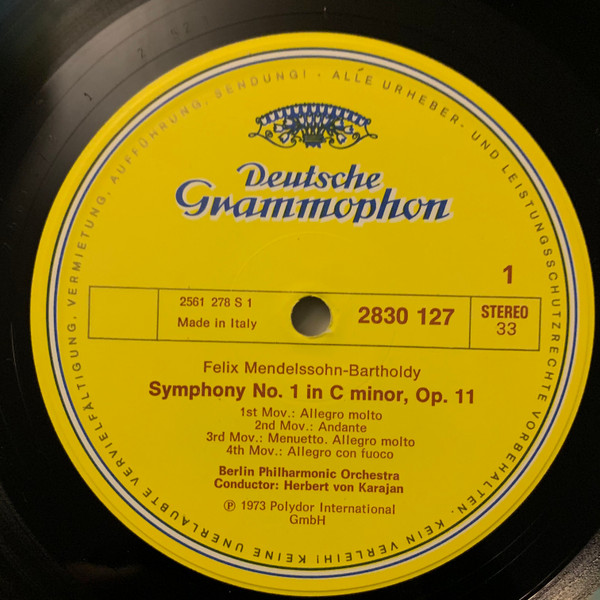 Deutsche
Grammophon
1
2561 278 S 1
Made in Italy
2830 127
STEREO
33
Felix Mendelssohn-Bartholdy
Symphony No. 1 in C minor, Op. 11
1st Mov.: Allegro molto
2nd Mov.: Andante
3rd Mov.: Menuetto. Allegro molto
4th Mov.: Allegro con fuoco
Berlin Philharmonic Orchestra
Conductor: Herbert von Karajan
℗ 1973 Polydor International
GmbH
ALLE URHEBER- UND LEISTUNGSSCHUTZRECHTE VORBEHALTEN · KEIN VERLEIH! KEINE UNERLAUBTE VERVIELFÄLTIGUNG, VERMIETUNG, AUFFÜHRUNG, SENDUNG! ·